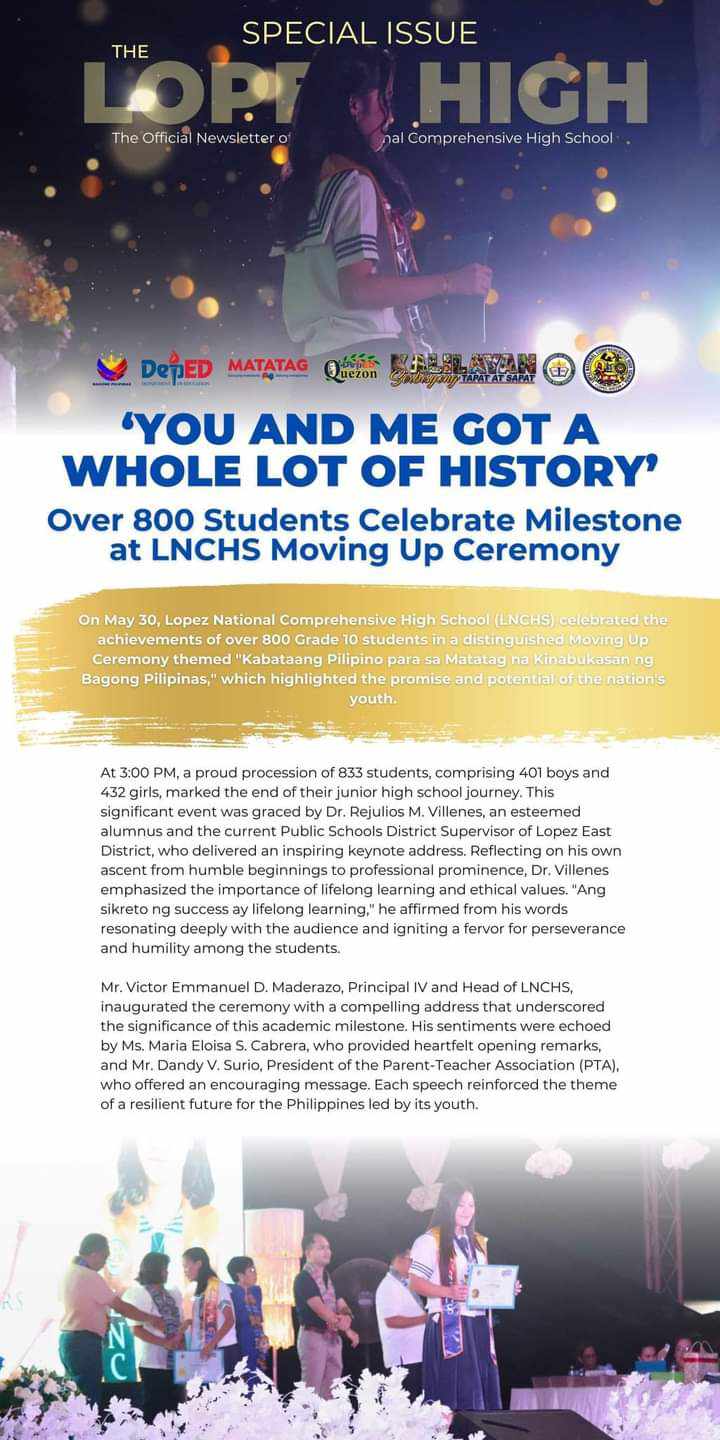 SPECIAL ISSUE
THE
HIGH
The Official Newsletter
Comprehensive High School
BAGONG PILIPINAS
DepED
DEPARTMENT OF EDUCATION
MATATAG
DepED
Quezon
KALILAYAN
TAPAT AT SAPAT
‘YOU AND ME GOT A
WHOLE LOT OF HISTORY’
Over 800 Students Celebrate Milestone
at LNCHS Moving Up Ceremony
On May 30, Lopez National Comprehensive High School (LNCHS) celebrated the
achievements of over 800 Grade 10 students in a distinguished Moving Up
Ceremony themed "Kabataang Pilipino para sa Matatag na Kinabukasan ng
Bagong Pilipinas," which highlighted the promise and potential of the nation's
youth.
At 3:00 PM, a proud procession of 833 students, comprising 401 boys and
432 girls, marked the end of their junior high school journey. This
significant event was graced by Dr. Rejulios M. Villenes, an esteemed
alumnus and the current Public Schools District Supervisor of Lopez East
District, who delivered an inspiring keynote address. Reflecting on his own
ascent from humble beginnings to professional prominence, Dr. Villenes
emphasized the importance of lifelong learning and ethical values. "Ang
sikreto ng success ay lifelong learning," he affirmed from his words
resonating deeply with the audience and igniting a fervor for perseverance
and humility among the students.
Mr. Victor Emmanuel D. Maderazo, Principal IV and Head of LNCHS,
inaugurated the ceremony with a compelling address that underscored
the significance of this academic milestone. His sentiments were echoed
by Ms. Maria Eloisa S. Cabrera, who provided heartfelt opening remarks,
and Mr. Dandy V. Surio, President of the Parent-Teacher Association (PTA),
who offered an encouraging message. Each speech reinforced the theme
of a resilient future for the Philippines led by its youth.